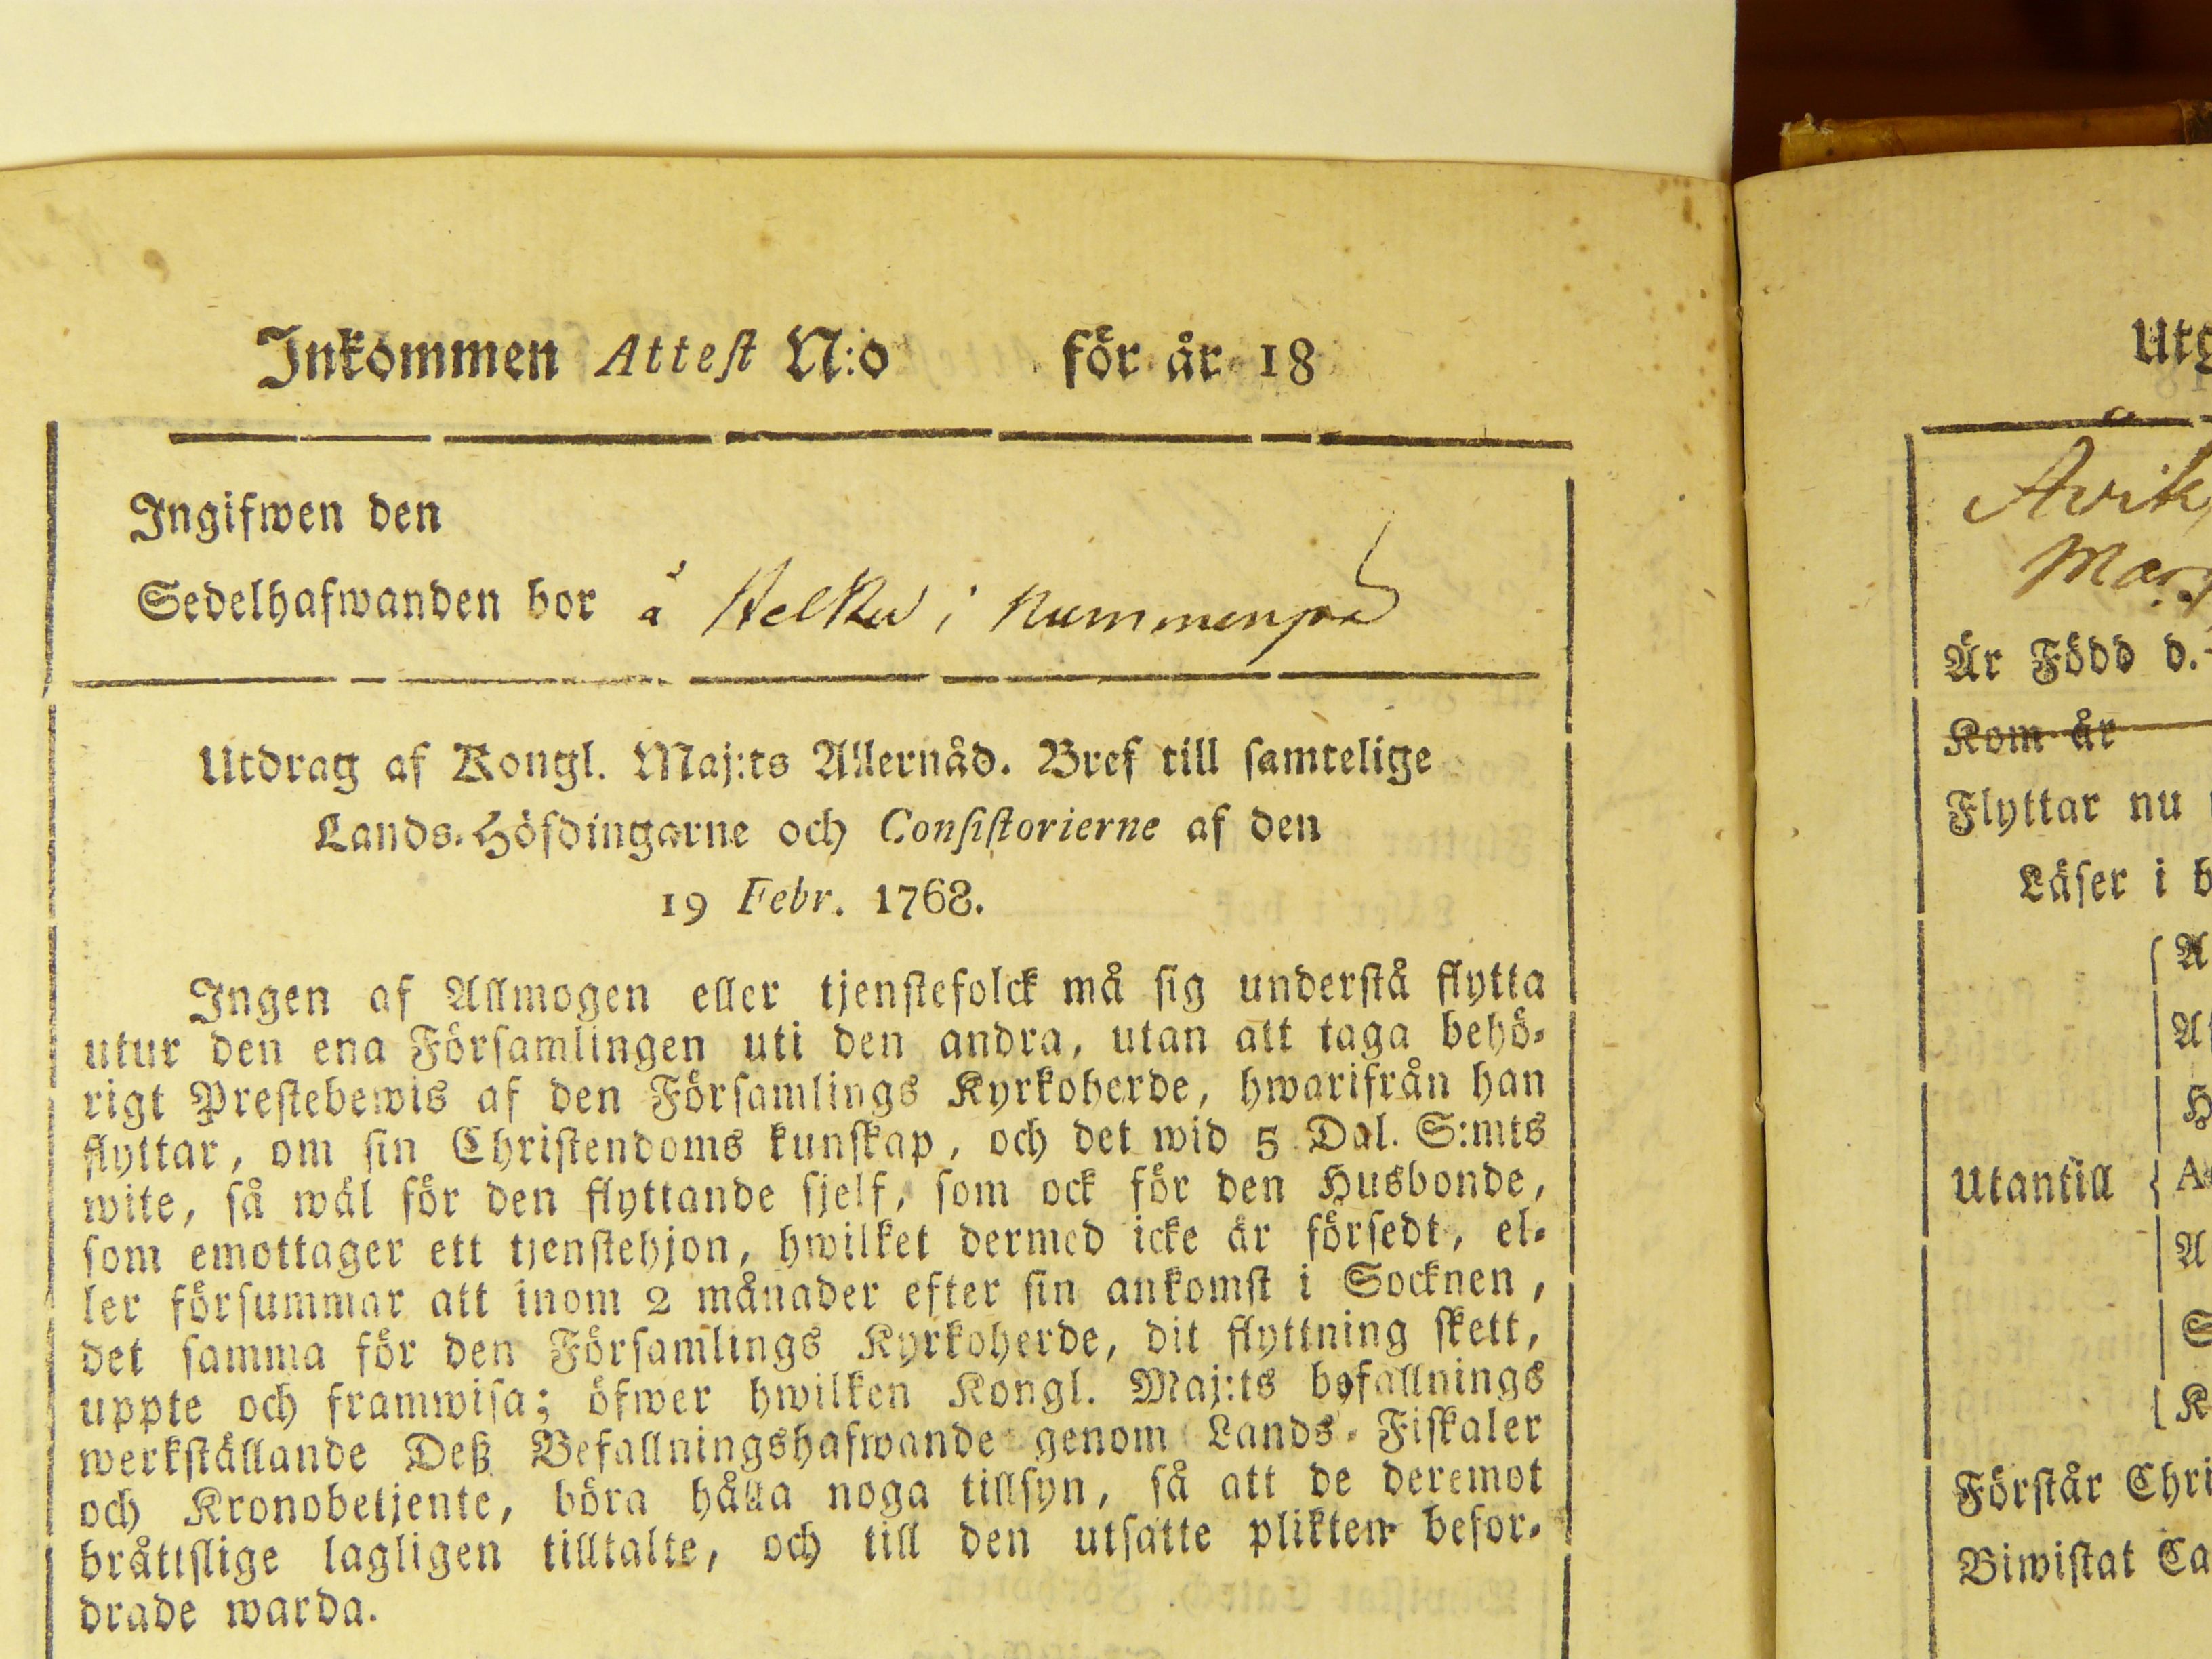 Inkommen Attest N:o för år 18
Ingifwen den
Sedelhafwanden bor å Helku i Nummenpä
Utdrag af Kongl. Maj:ts Allernåd. Bref till samtelige
Lands-Höfdingarne och Consistorierne af den
19 Febr. 1768.
Ingen af Allmogen eller tjenstefolck må sig understå flytta
utur den ena Församlingen uti den andra, utan att taga behö-
rigt Prestebewis af den Församlings Kyrkoherde, hwarifrån han
flyttar, om sin Christendoms kunskap, och det wid 5 Dal. S:mts
wite, så wäl för den flyttande sjelf, som ock för den Husbonde,
som emottager ett tjenstehjon, hwilket dermed icke är försedt, el-
ler försummar att inom 2 månader efter sin ankomst i Socknen,
det samma för den Församlings Kyrkoherde, dit flyttning skett,
uppte och framwisa; öfwer hwilken Kongl. Maj:ts befallnings
werkställande Deß Befallningshafwande genom Lands-Fiskaler
och Kronobetjente, böra hålla noga tillsyn, så att de deremot
bråttslige lagligen tilltalte, och till den utsatte plikten befor-
drade warda.
Utg
Awik
Mar
Är Född d.
Kom år
Flyttar nu
Läser i b
A
Af
H
Utantill A
A
S
K
Förstår Chri
Biwistat Ca